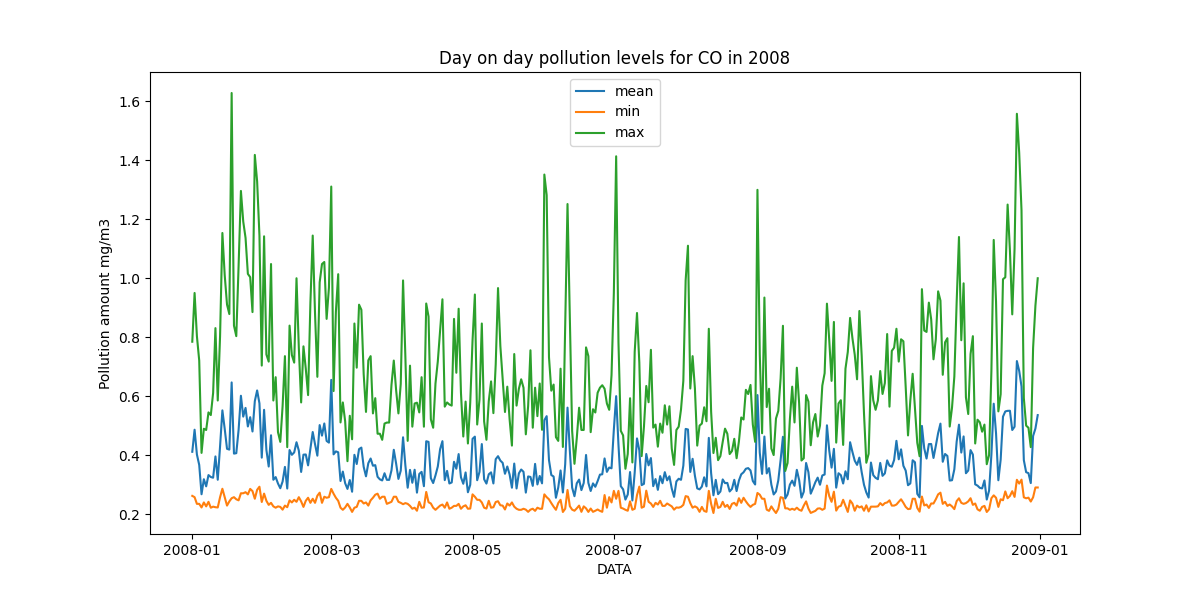 Day on day pollution levels for CO in 2008
mean
min
max
Pollution amount mg/m3
1.6
1.4
1.2
1.0
0.8
0.6
0.4
0.2
2008-01
2008-03
2008-05
2008-07
2008-09
2008-11
2009-01
DATA